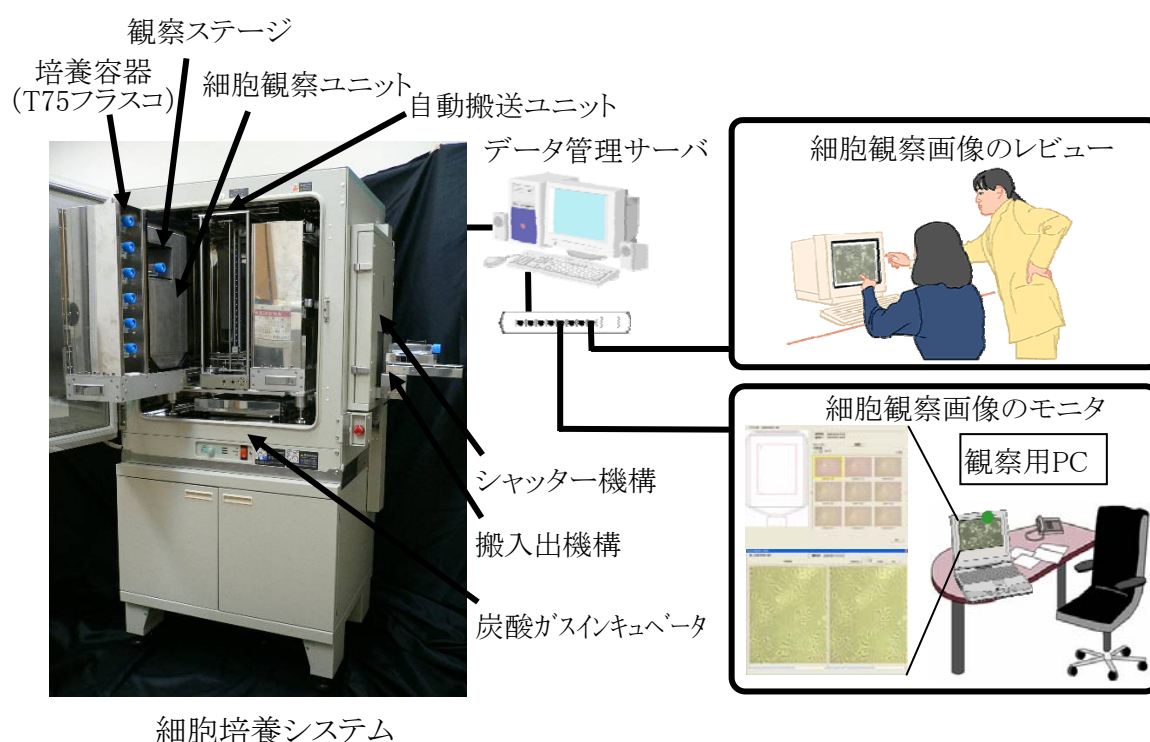 観察ステージ
培養容器
(T75フラスコ)
細胞観察ユニット
自動搬送ユニット
データ管理サーバ
細胞観察画像のレビュー
細胞観察画像のモニタ
観察用PC
シャッター機構
搬入出機構
炭酸ガスインキュベータ
細胞培養システム